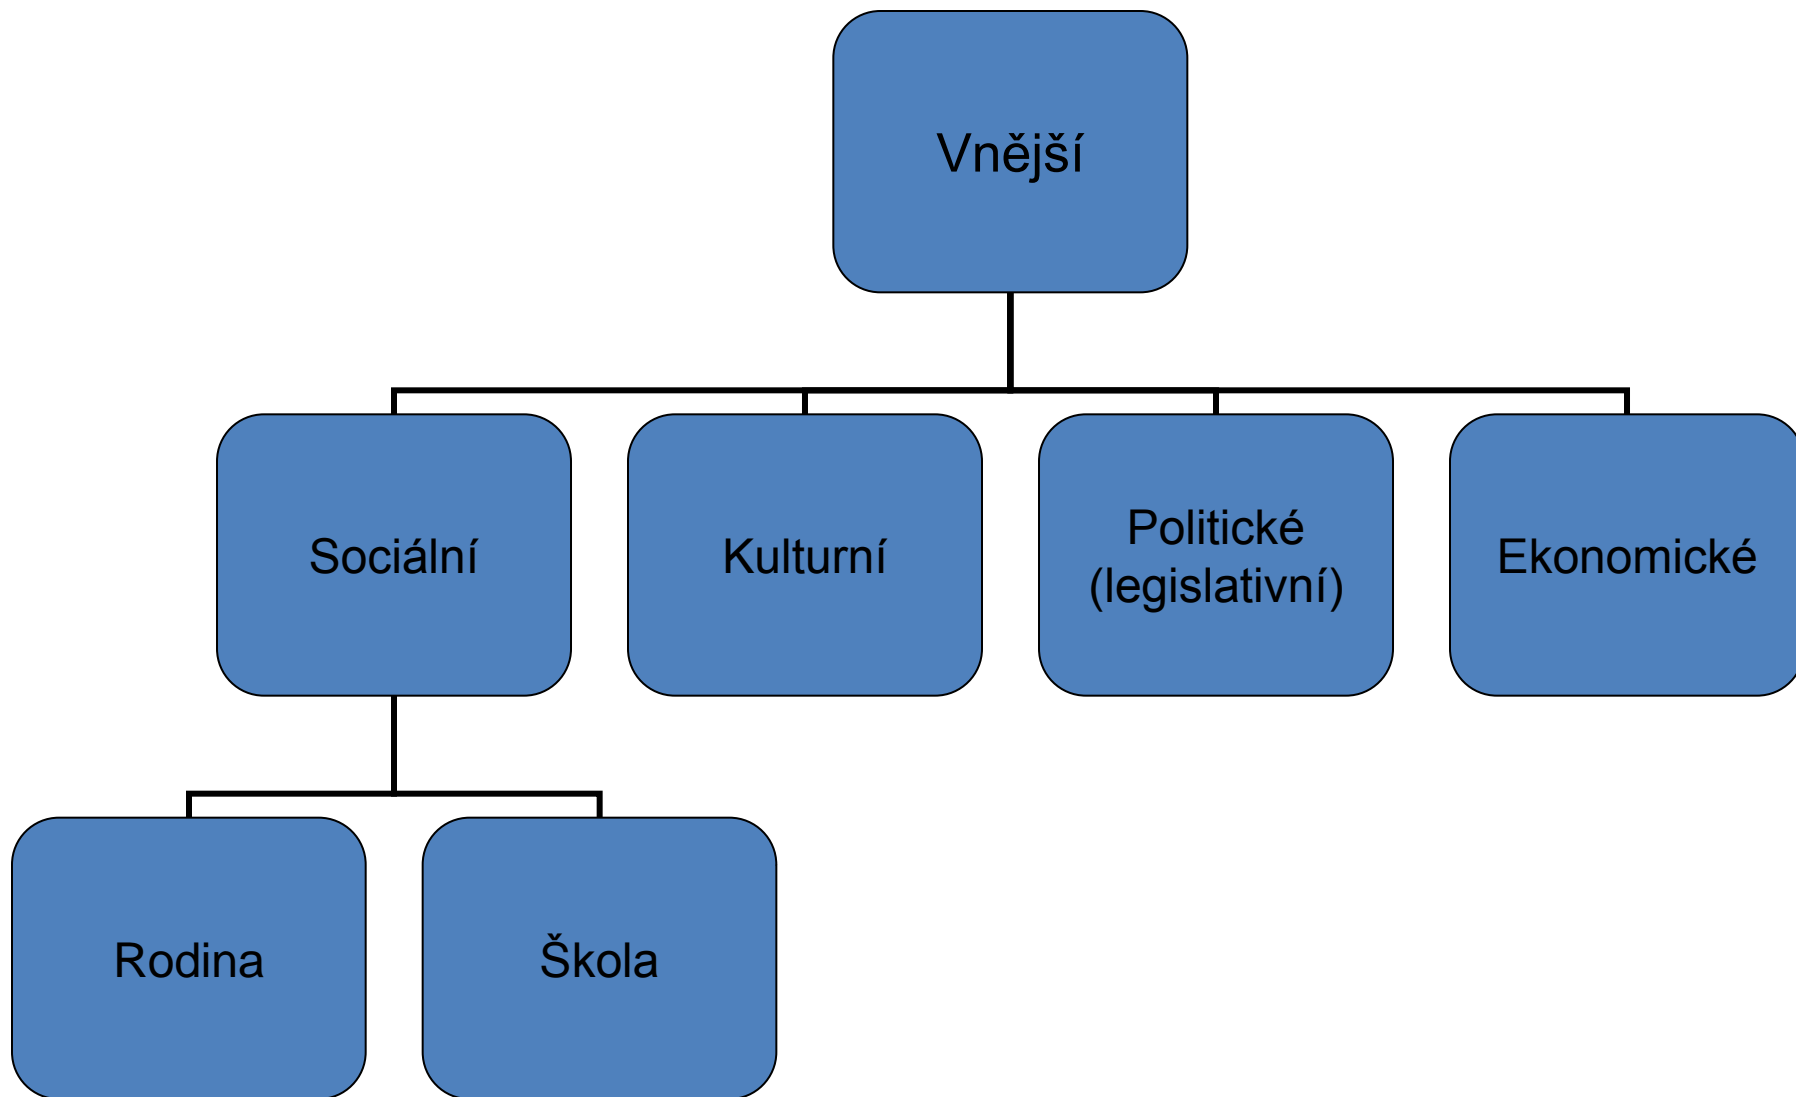 Vnější
Sociální
Kulturní
Politické
(legislativní)
Ekonomické
Rodina
Škola